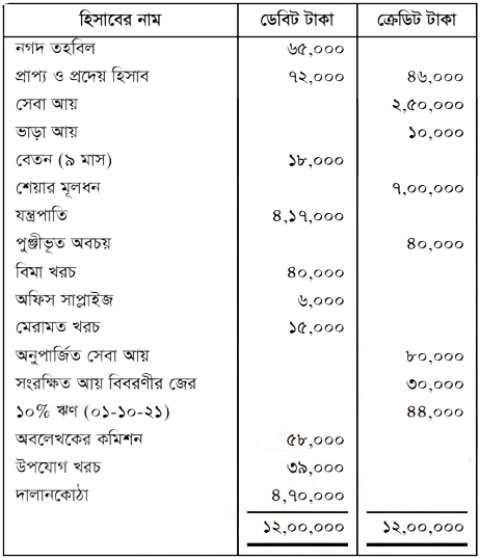 হিসাবের নাম ডেবিট টাকা ক্রেডিট টাকা
নগদ তহবিল ৬৫,০০০
প্রাপ্য ও প্রদেয় হিসাব ৭২,০০০ ৪৬,০০০
সেবা আয় ২,৫০,০০০
ভাড়া আয় ১০,০০০
বেতন (৯ মাস) ১৮,০০০
শেয়ার মূলধন ৭,০০,০০০
যন্ত্রপাতি ৪,১৭,০০০
পুঞ্জীভূত অবচয় ৪০,০০০
বিমা খরচ ৪০,০০০
অফিস সাপ্লাইজ ৬,০০০
মেরামত খরচ ১৫,০০০
অনুপার্জিত সেবা আয় ৮০,০০০
সংরক্ষিত আয় বিবরণীর জের ৩০,০০০
১০% ঋণ (০১-১০-২১) ৪৪,০০০
অবলেখকের কমিশন ৫৮,০০০
উপযোগ খরচ ৩৯,০০০
দালানকোঠা ৪,৭০,০০০
১২,০০,০০০ ১২,০০,০০০